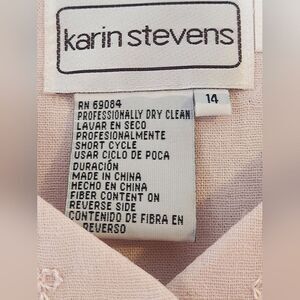 karin stevens
RN 69084
PROFESSIONALLY DRY CLEAN
LAVAR EN SECO
PROFESIONALMENTE
SHORT CYCLE
USAR CICLO DE POCA
DURACIÓN
MADE IN CHINA
HECHO EN CHINA
FIBER CONTENT ON
REVERSE SIDE
CONTENIDO DE FIBRA EN
REVERSO
14